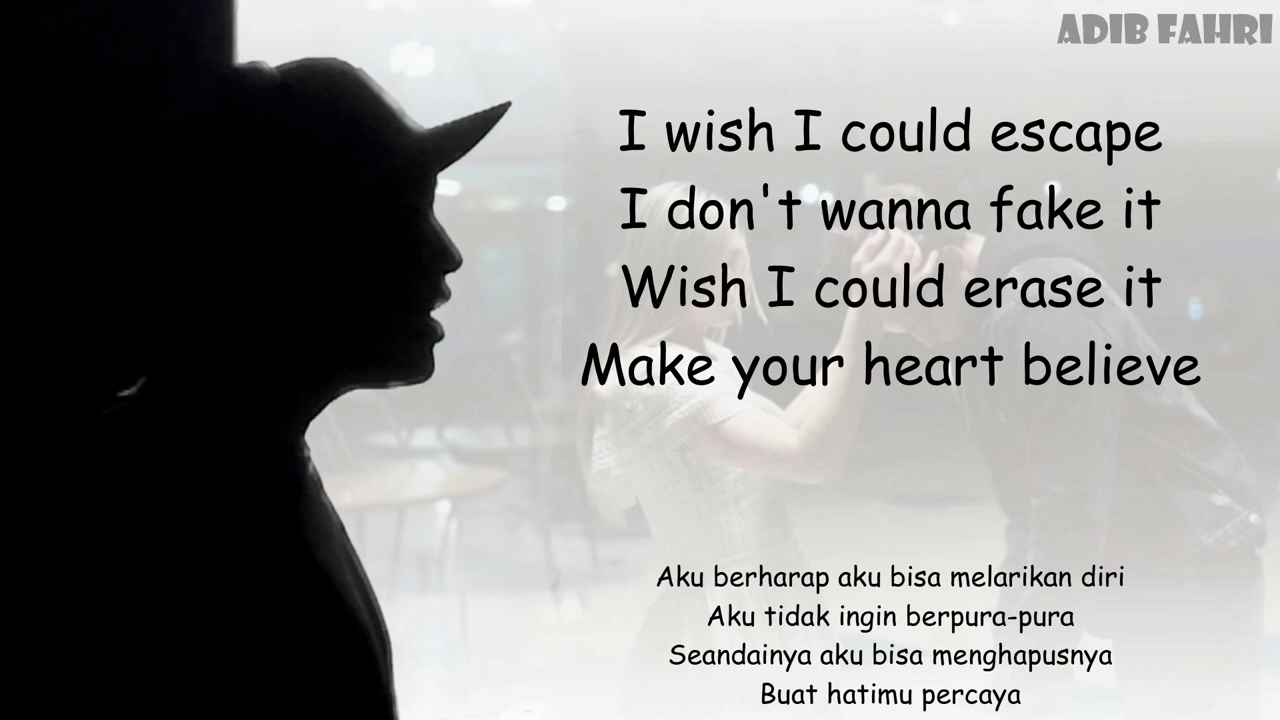 ADIB FAHRI
I wish I could escape
I don't wanna fake it
Wish I could erase it
Make your heart believe
Aku berharap aku bisa melarikan diri
Aku tidak ingin berpura-pura
Seandainya aku bisa menghapusnya
Buat hatimu percaya